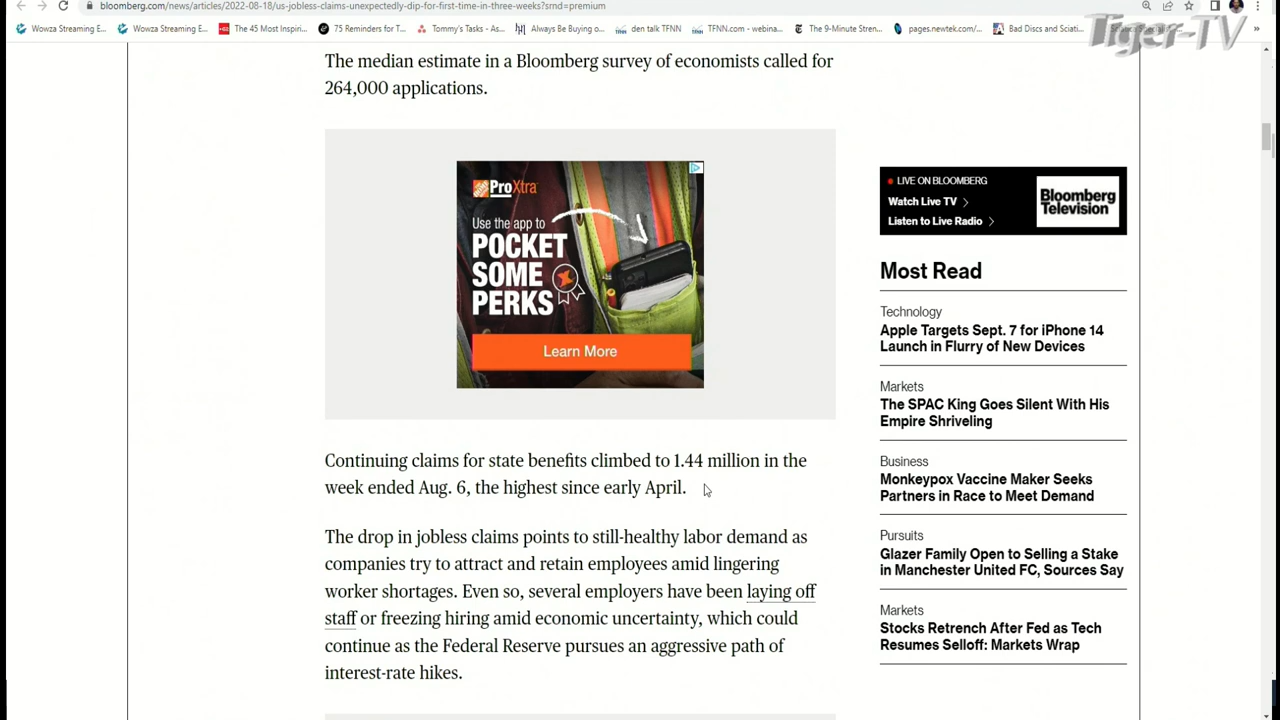 bloomberg.com/news/articles/2022-08-18/us-jobless-claims-unexpectedly-dip-for-first-time-in-three-weeks?srnd=premium
Wowza Streaming E...
Wowza Streaming E...
The 45 Most Inspiri...
75 Reminders for T...
Tommy's Tasks - As...
Always Be Buying o...
den talk TFNN
TFNN.com - webina...
The 9-Minute Stren...
pages.newtek.com/...
Bad Discs and Sciati...
»
Tiger-TV
The median estimate in a Bloomberg survey of economists called for
264,000 applications.
ProXtra
Use the app to
POCKET
SOME
PERKS
Learn More
Continuing claims for state benefits climbed to 1.44 million in the
week ended Aug. 6, the highest since early April.
The drop in jobless claims points to still-healthy labor demand as
companies try to attract and retain employees amid lingering
worker shortages. Even so, several employers have been laying off
staff or freezing hiring amid economic uncertainty, which could
continue as the Federal Reserve pursues an aggressive path of
interest-rate hikes.
LIVE ON BLOOMBERG
Watch Live TV
Listen to Live Radio
Bloomberg
Television
Most Read
Technology
Apple Targets Sept. 7 for iPhone 14
Launch in Flurry of New Devices
Markets
The SPAC King Goes Silent With His
Empire Shriveling
Business
Monkeypox Vaccine Maker Seeks
Partners in Race to Meet Demand
Pursuits
Glazer Family Open to Selling a Stake
in Manchester United FC, Sources Say
Markets
Stocks Retrench After Fed as Tech
Resumes Selloff: Markets Wrap